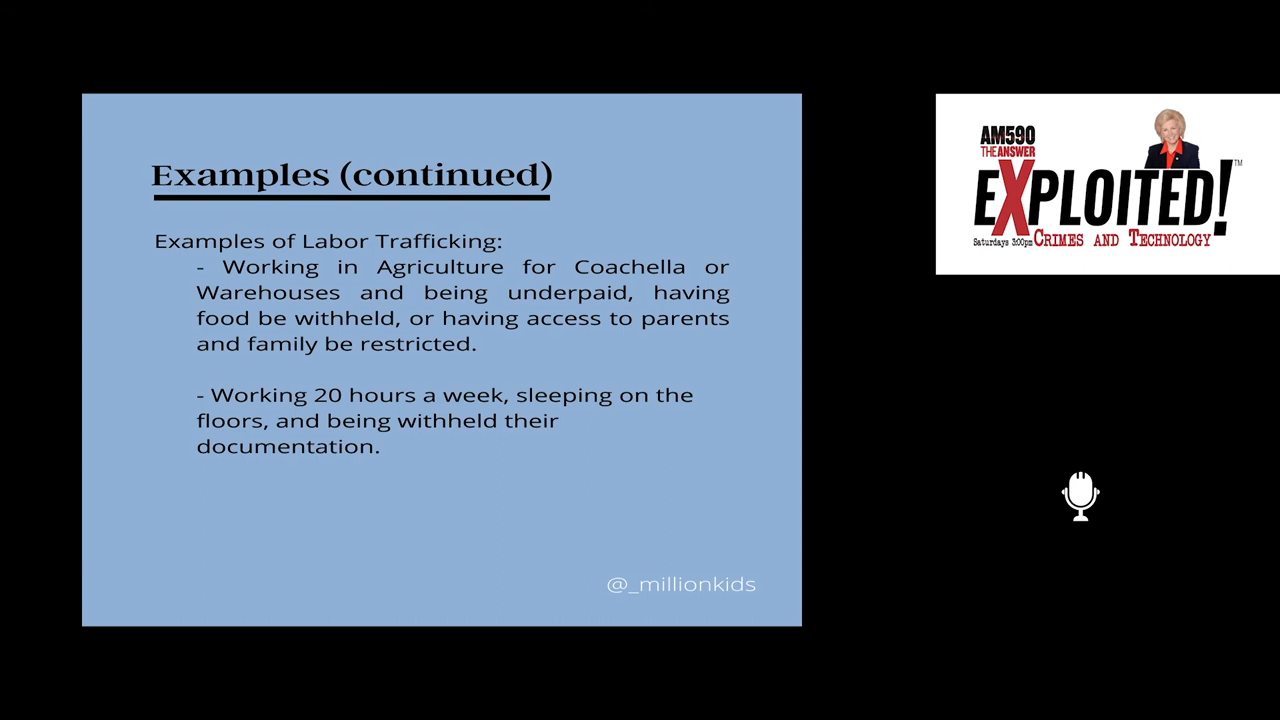 Examples (continued)
Examples of Labor Trafficking:
- Working in Agriculture for Coachella or
Warehouses and being underpaid, having
food be withheld, or having access to parents
and family be restricted.
- Working 20 hours a week, sleeping on the
floors, and being withheld their
documentation.
@_millionkids
AM590
THE ANSWER
EXPLOITED!™
Saturdays 3:00pm CRIMES AND TECHNOLOGY